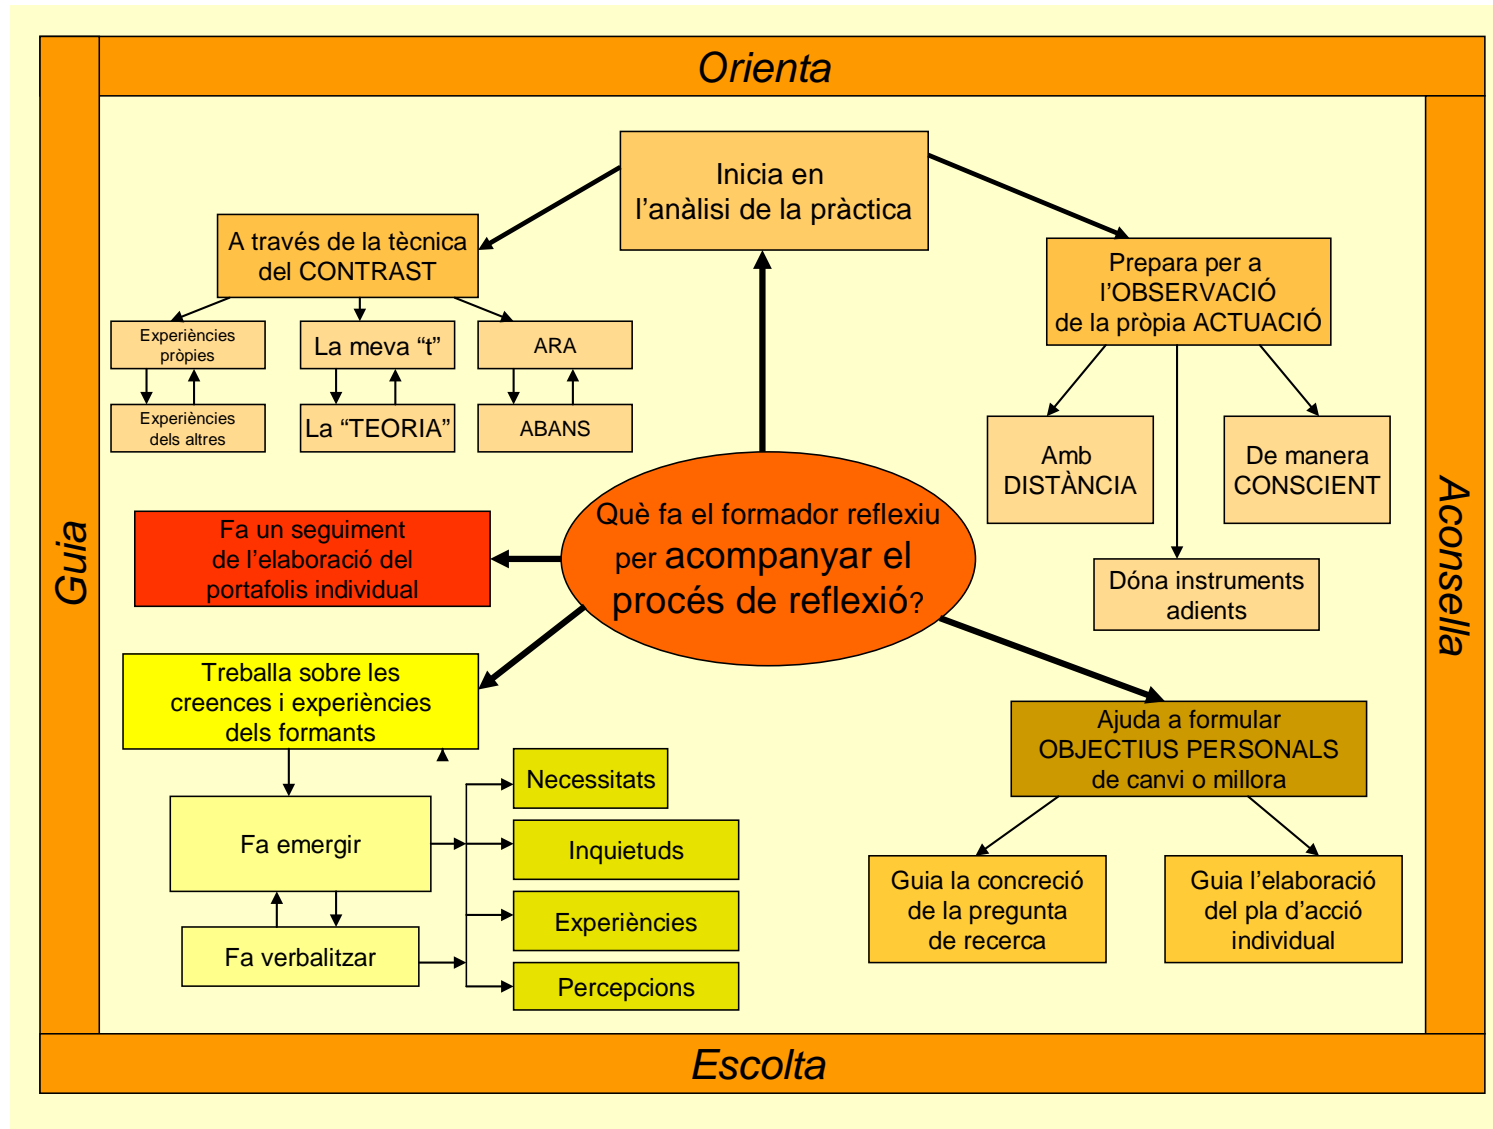 Orienta
Guia
Aconsella
Escolta
Inicia en
l’anàlisi de la pràctica
A través de la tècnica
del CONTRAST
Experiències
pròpies
La meva “t”
ARA
Experiències
dels altres
La “TEORIA”
ABANS
Prepara per a
l’OBSERVACIÓ
de la pròpia ACTUACIÓ
Amb
DISTÀNCIA
De manera
CONSCIENT
Dóna instruments
adients
Què fa el formador reflexiu
per acompanyar el
procés de reflexió?
Fa un seguiment
de l’elaboració del
portafolis individual
Treballa sobre les
creences i experiències
dels formants
Fa emergir
Fa verbalitzar
Necessitats
Inquietuds
Experiències
Percepcions
Ajuda a formular
OBJECTIUS PERSONALS
de canvi o millora
Guia la concreció
de la pregunta
de recerca
Guia l’elaboració
del pla d’acció
individual